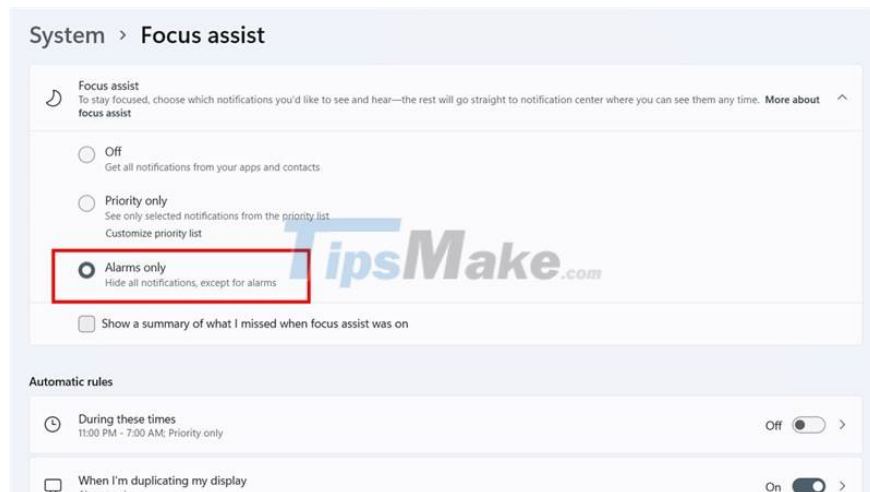 System > Focus assist
Focus assist
To stay focused, choose which notifications you'd like to see and hear—the rest will go straight to notification center where you can see them any time. More about
focus assist
Off
Get all notifications from your apps and contacts
Priority only
See only selected notifications from the priority list
Customize priority list
TipsMake.com
Alarms only
Hide all notifications, except for alarms
Show a summary of what I missed when focus assist was on
Automatic rules
During these times
11:00 PM - 7:00 AM; Priority only
Off
When I'm duplicating my display
On